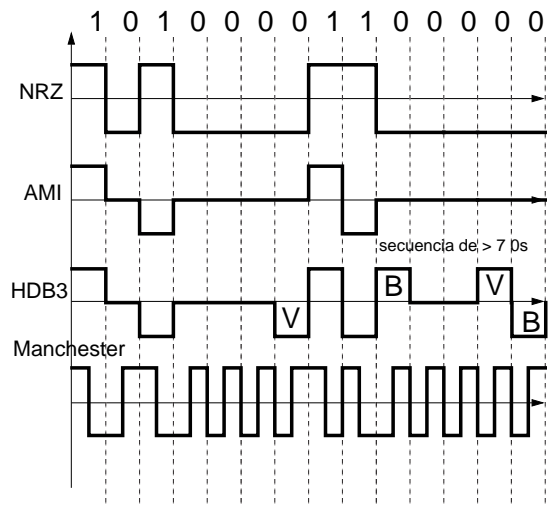 1 0 1 0 0 0 0 1 1 0 0 0 0 0
NRZ
AMI
secuencia de > 7 0s
HDB3
B
V
V
B
Manchester